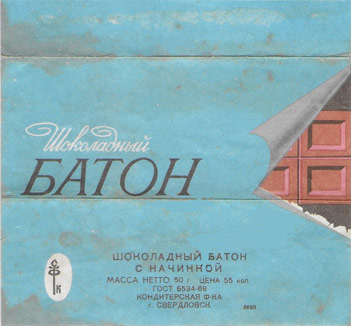 Шоколадный
БАТОН
ШОКОЛАДНЫЙ БАТОН
С НАЧИНКОЙ
МАССА НЕТТО 50 г ЦЕНА 55 коп.
ГОСТ 6534-69
КОНДИТЕРСКАЯ Ф-КА
г. СВЕРДЛОВСК
К